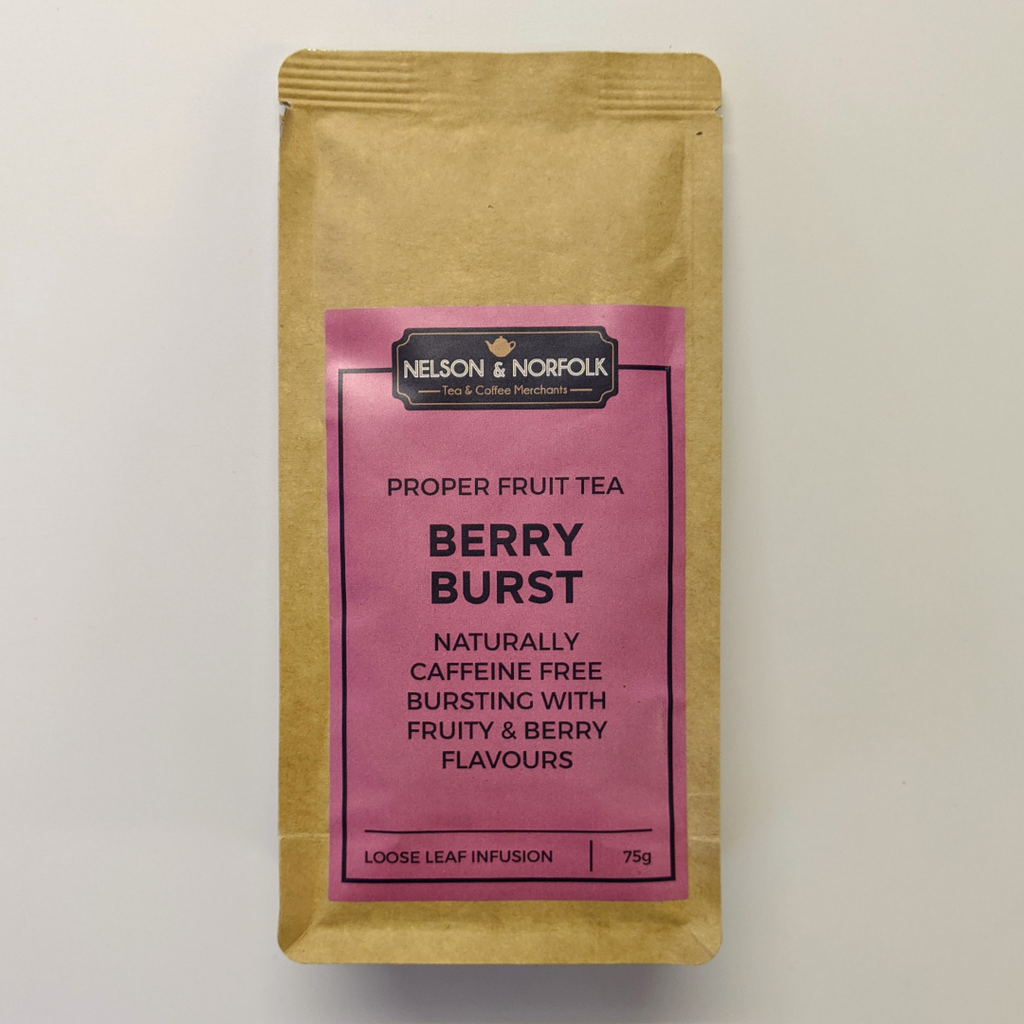 NELSON & NORFOLK
Tea & Coffee Merchants
PROPER FRUIT TEA
BERRY
BURST
NATURALLY
CAFFEINE FREE
BURSTING WITH
FRUITY & BERRY
FLAVOURS
LOOSE LEAF INFUSION 75g